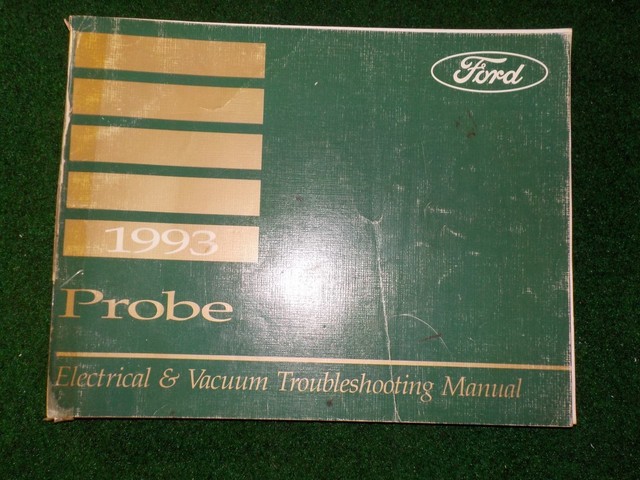 Ford
1993
Probe
Electrical & Vacuum Troubleshooting Manual